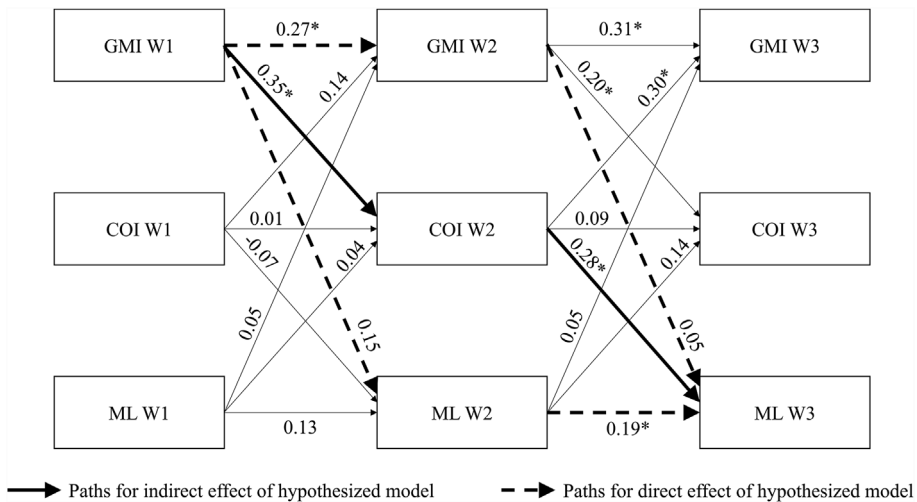 GMI W1 0.27* GMI W2 0.31* GMI W3
0.35* 0.14 0.20* 0.30*
COI W1 0.01 COI W2 0.09 COI W3
-0.07 0.04 0.28* 0.14
0.05 0.15 0.05 0.05
ML W1 0.13 ML W2 0.19* ML W3
Paths for indirect effect of hypothesized model Paths for direct effect of hypothesized model